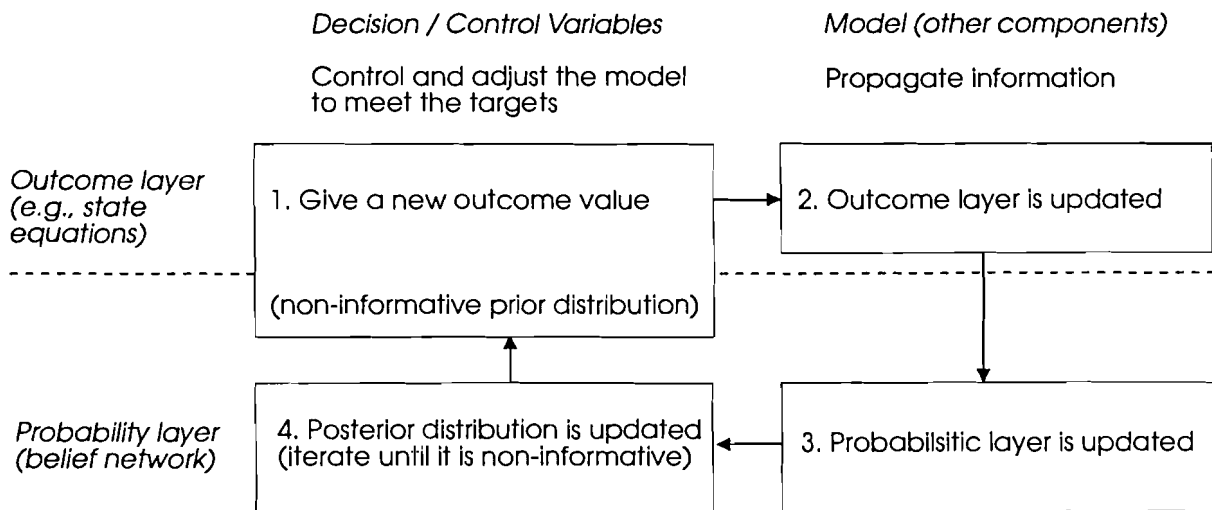 Decision / Control Variables
Model (other components)
Control and adjust the model
to meet the targets
Propagate information
Outcome layer
(e.g., state
equations)
1. Give a new outcome value
(non-informative prior distribution)
2. Outcome layer is updated
Probability layer
(belief network)
4. Posterior distribution is updated
(iterate until it is non-informative)
3. Probabilsitic layer is updated